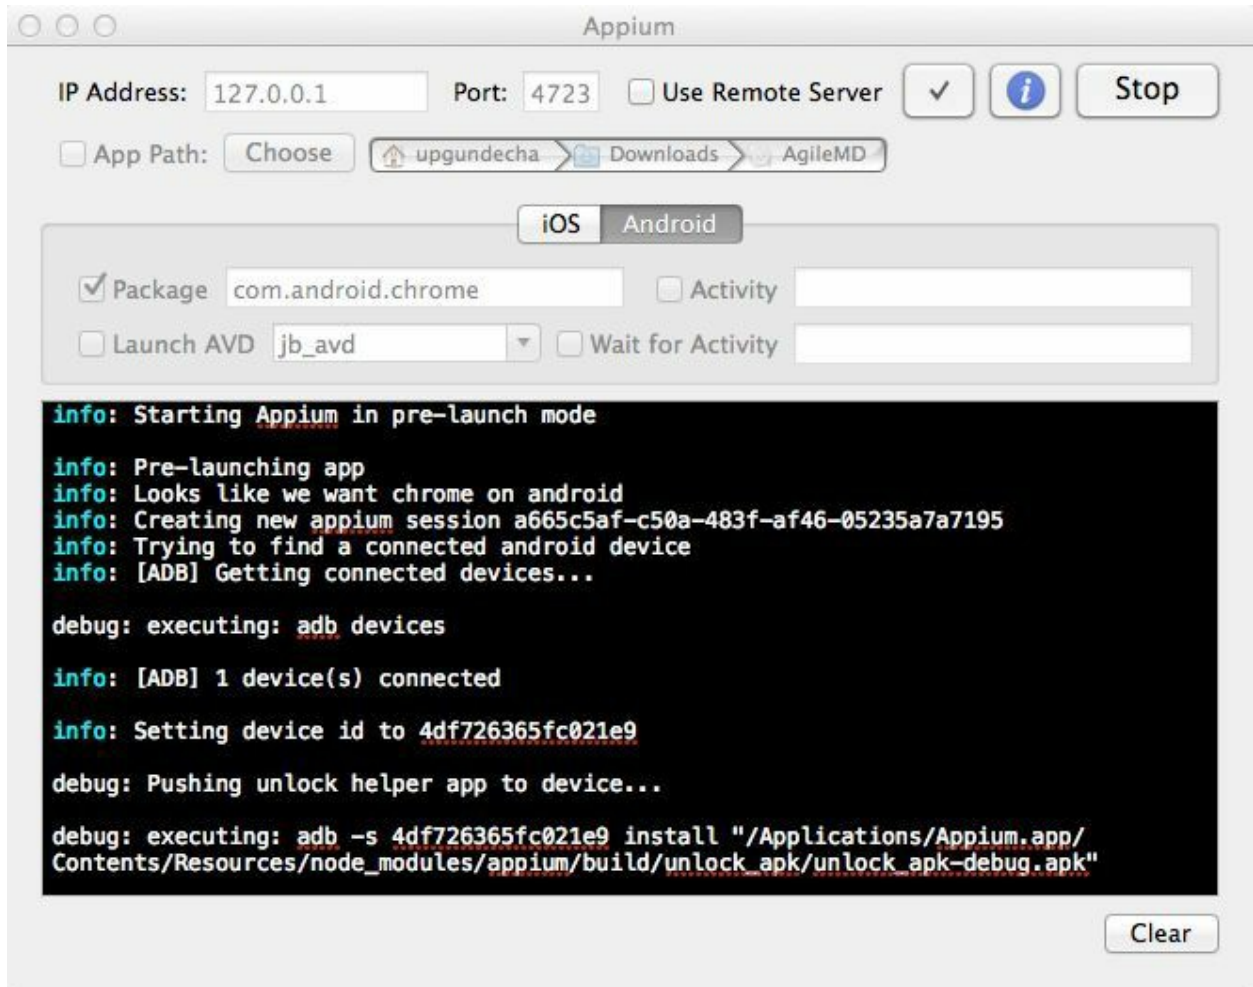 Appium
IP Address: 127.0.0.1 Port: 4723 Use Remote Server Stop
App Path: Choose upgundecha Downloads AgileMD
iOS Android
Package com.android.chrome Activity
Launch AVD jb_avd Wait for Activity
info: Starting Appium in pre-launch mode
info: Pre-launching app
info: Looks like we want chrome on android
info: Creating new appium session a665c5af-c50a-483f-af46-05235a7a7195
info: Trying to find a connected android device
info: [ADB] Getting connected devices...
debug: executing: adb devices
info: [ADB] 1 device(s) connected
info: Setting device id to 4df726365fc021e9
debug: Pushing unlock helper app to device...
debug: executing: adb -s 4df726365fc021e9 install "/Applications/Appium.app/
Contents/Resources/node_modules/appium/build/unlock_apk/unlock_apk-debug.apk"
Clear